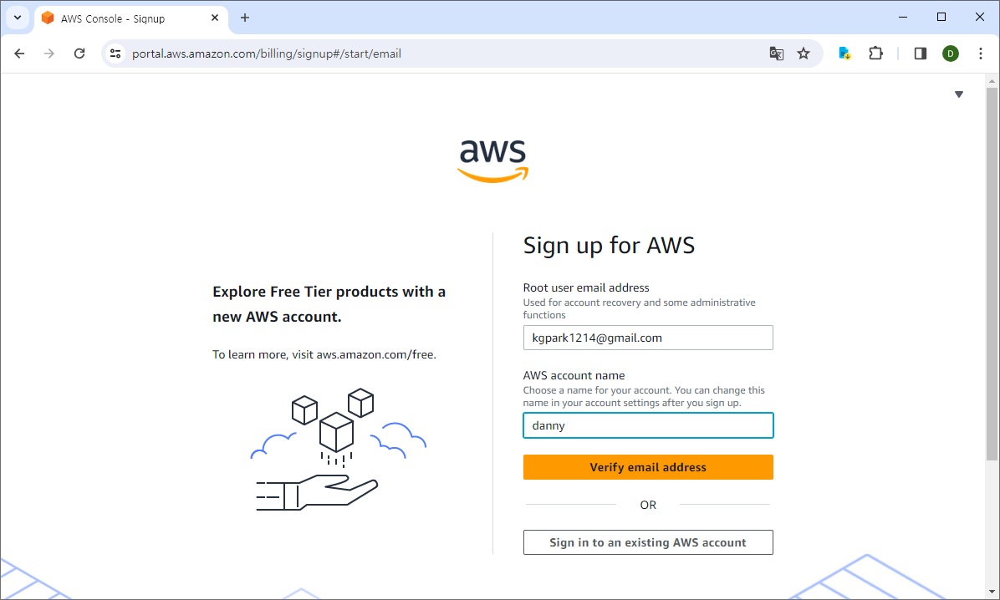 AWS Console - Signup
portal.aws.amazon.com/billing/signup#/start/email
D
aws
Explore Free Tier products with a
new AWS account.
To learn more, visit aws.amazon.com/free.
Sign up for AWS
Root user email address
Used for account recovery and some administrative
functions
kgpark1214@gmail.com
AWS account name
Choose a name for your account. You can change this
name in your account settings after you sign up.
danny
Verify email address
OR
Sign in to an existing AWS account